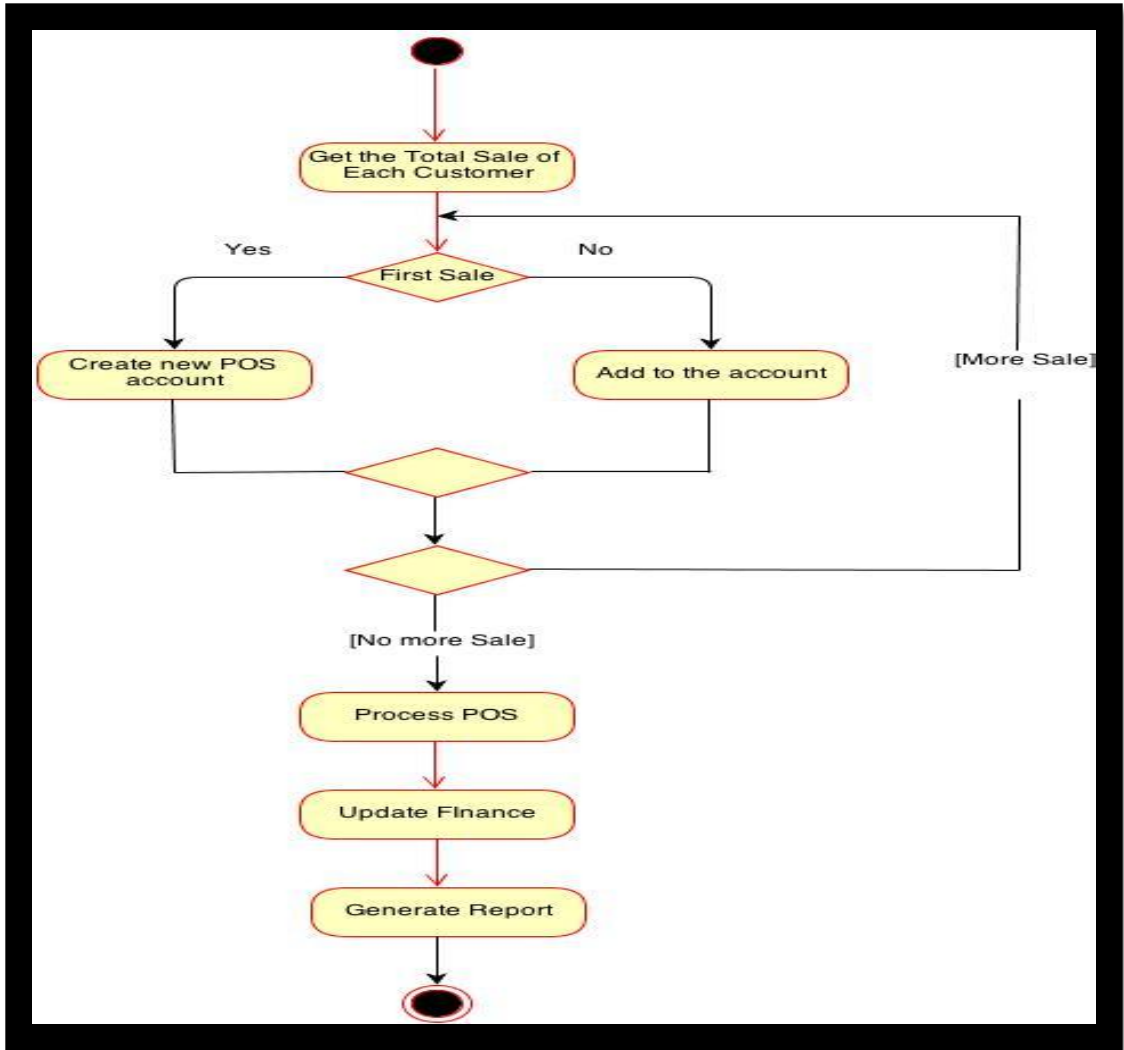 Get the Total Sale of
Each Customer
Yes
No
First Sale
Create new POS
account
Add to the account
[More Sale]
[No more Sale]
Process POS
Update FInance
Generate Report